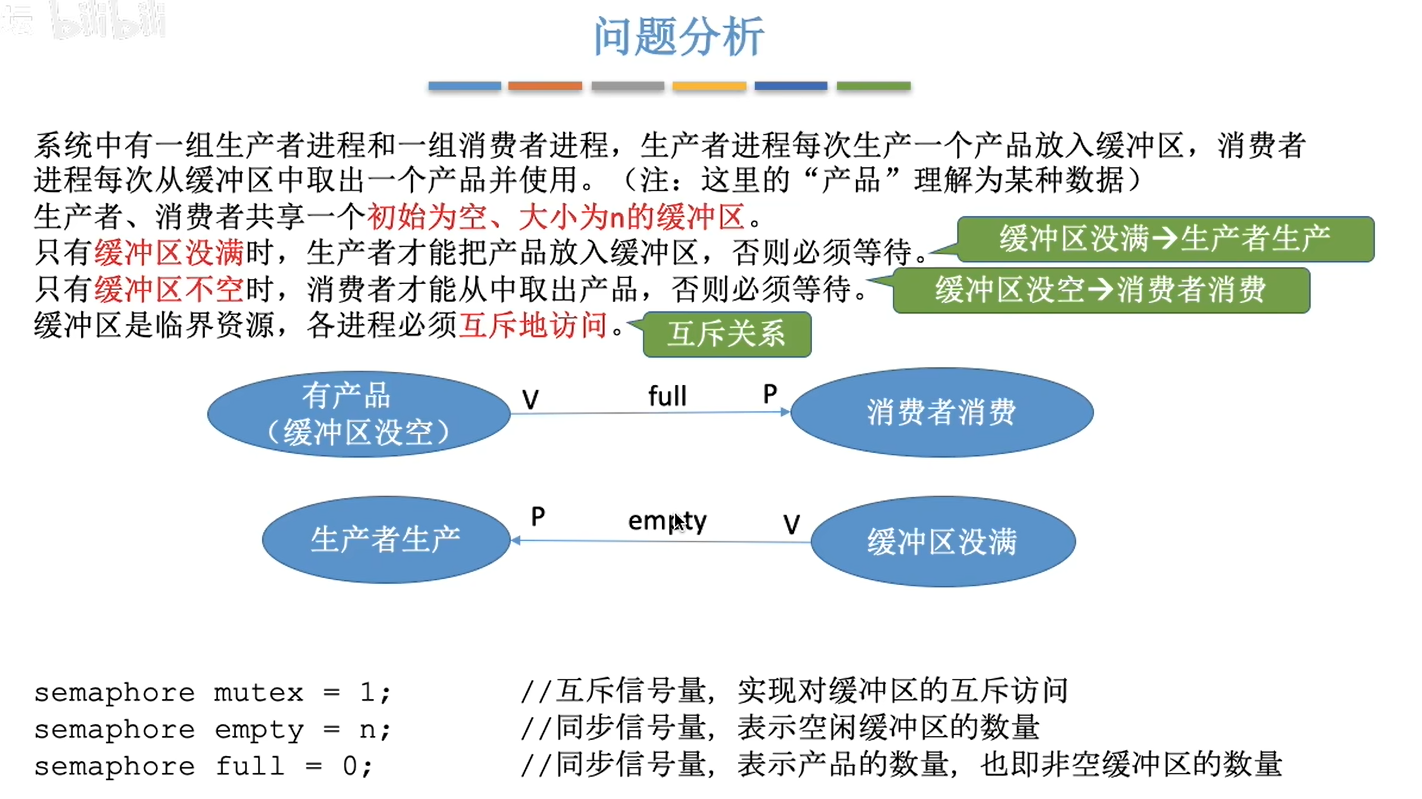 坛 bilibili
问题分析
系统中有一组生产者进程和一组消费者进程，生产者进程每次生产一个产品放入缓冲区，消费者
进程每次从缓冲区中取出一个产品并使用。（注：这里的“产品”理解为某种数据）
生产者、消费者共享一个初始为空、大小为n的缓冲区。
只有缓冲区没满时，生产者才能把产品放入缓冲区，否则必须等待。
缓冲区没满→生产者生产
只有缓冲区不空时，消费者才能从中取出产品，否则必须等待。
缓冲区没空→消费者消费
缓冲区是临界资源，各进程必须互斥地访问。
互斥关系
有产品
（缓冲区没空）
V
full
P
消费者消费
生产者生产
P
empty
V
缓冲区没满
semaphore mutex = 1; //互斥信号量，实现对缓冲区的互斥访问
semaphore empty = n; //同步信号量，表示空闲缓冲区的数量
semaphore full = 0; //同步信号量，表示产品的数量，也即非空缓冲区的数量